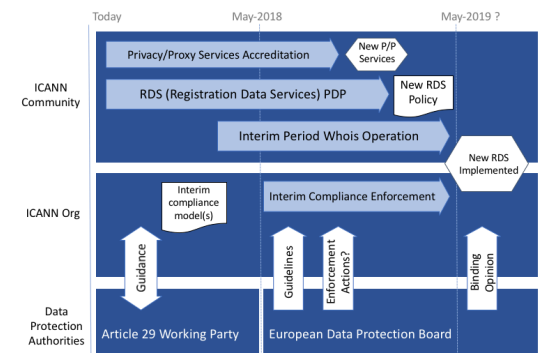 Today
May-2018
May-2019 ?
ICANN
Community
Privacy/Proxy Services Accreditation
New P/P
Services
RDS (Registration Data Services) PDP
New RDS
Policy
Interim Period Whois Operation
New RDS
Implemented
ICANN Org
Interim
compliance
model(s)
Interim Compliance Enforcement
Guidance
Guidelines
Enforcement
Actions?
Binding
Opinion
Data
Protection
Authorities
Article 29 Working Party
European Data Protection Board